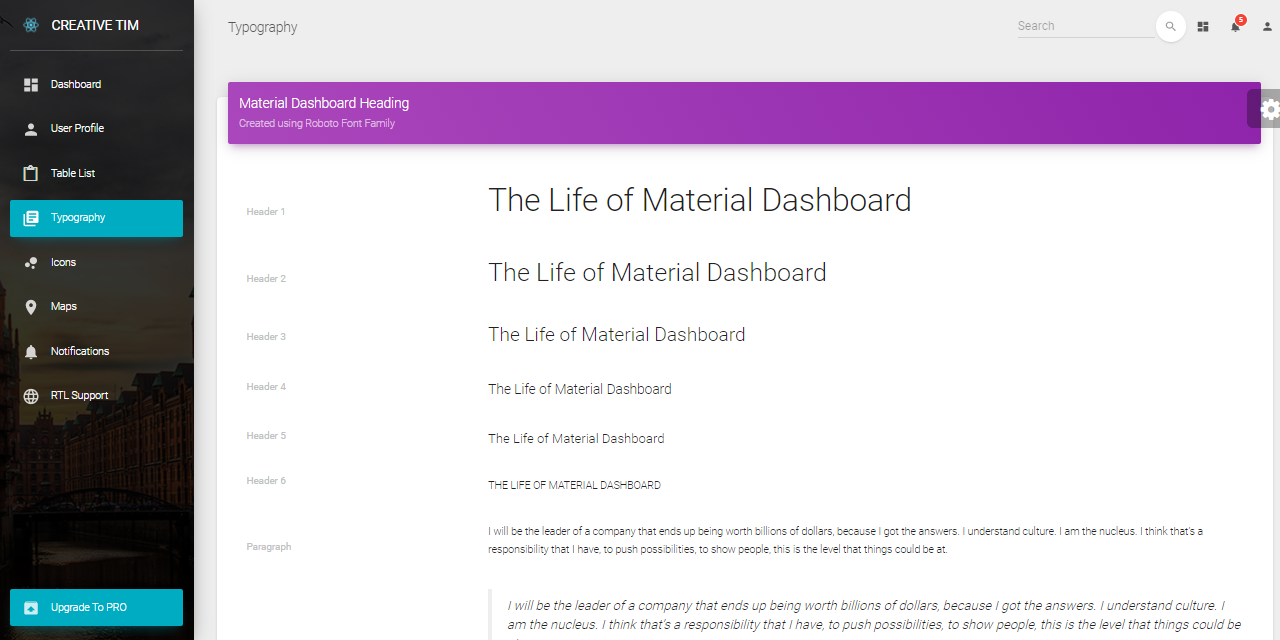 CREATIVE TIM
Dashboard
User Profile
Table List
Typography
Icons
Maps
Notifications
RTL Support
Upgrade To PRO
Typography
Search
5
Material Dashboard Heading
Created using Roboto Font Family
Header 1
The Life of Material Dashboard
Header 2
The Life of Material Dashboard
Header 3
The Life of Material Dashboard
Header 4
The Life of Material Dashboard
Header 5
The Life of Material Dashboard
Header 6
THE LIFE OF MATERIAL DASHBOARD
Paragraph
I will be the leader of a company that ends up being worth billions of dollars, because I got the answers. I understand culture. I am the nucleus. I think that's a
responsibility that I have, to push possibilities, to show people, this is the level that things could be at.
I will be the leader of a company that ends up being worth billions of dollars, because I got the answers. I understand culture. I
am the nucleus. I think that's a responsibility that I have, to push possibilities, to show people, this is the level that things could be